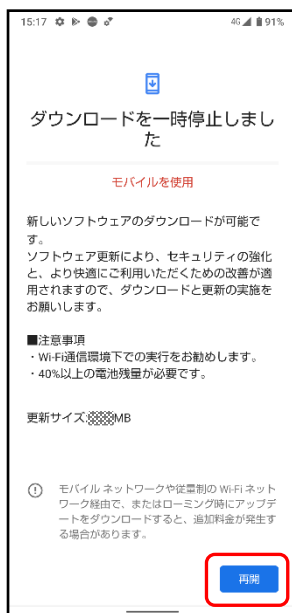 15:17 4G 91%
ダウンロードを一時停止しまし
た
モバイルを使用
新しいソフトウェアのダウンロードが可能で
す。
ソフトウェア更新により、セキュリティの強化
と、より快適にご利用いただくための改善が適
用されますので、ダウンロードと更新の実施を
お願いします。
■注意事項
・Wi-Fi通信環境下での実行をお勧めします。
・40%以上の電池残量が必要です。
更新サイズ:MB
モバイル ネットワークや従量制の Wi-Fi ネット
ワーク経由で、またはローミング時にアップデ
ートをダウンロードすると、追加料金が発生す
る場合があります。
再開